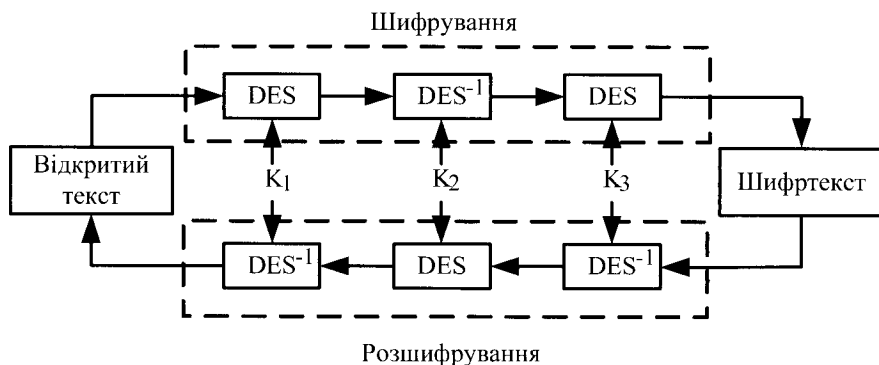 Шифрування
DES DES⁻¹ DES
Відкритий
текст
K₁ K₂ K₃
Шифртекст
DES⁻¹ DES DES⁻¹
Розшифрування